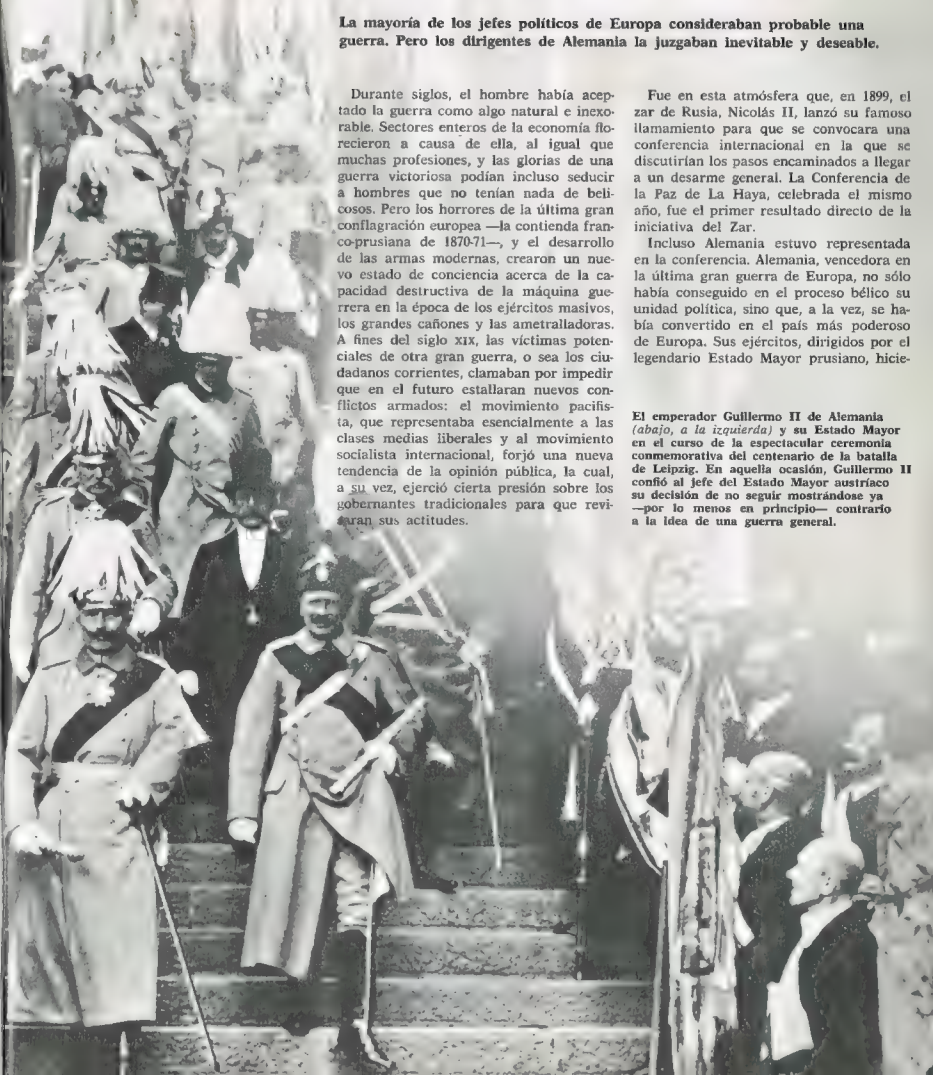 La mayoría de los jefes políticos de Europa consideraban probable una
guerra. Pero los dirigentes de Alemania la juzgaban inevitable y deseable.
Durante siglos, el hombre había acep-
tado la guerra como algo natural e inexo-
rable. Sectores enteros de la economía flo-
recieron a causa de ella, al igual que
muchas profesiones, y las glorias de una
guerra victoriosa podían incluso seducir
a hombres que no tenían nada de beli-
cosos. Pero los horrores de la última gran
conflagración europea —la contienda fran-
co-prusiana de 1870-71—, y el desarrollo
de las armas modernas, crearon un nue-
vo estado de conciencia acerca de la ca-
pacidad destructiva de la máquina gue-
rrera en la época de los ejércitos masivos,
los grandes cañones y las ametralladoras.
A fines del siglo XIX, las víctimas poten-
ciales de otra gran guerra, o sea los ciu-
dadanos corrientes, clamaban por impedir
que en el futuro estallaran nuevos con-
flictos armados: el movimiento pacifis-
ta, que representaba esencialmente a las
clases medias liberales y al movimiento
socialista internacional, forjó una nueva
tendencia de la opinión pública, la cual,
a su vez, ejerció cierta presión sobre los
gobernantes tradicionales para que revi-
saran sus actitudes.
Fue en esta atmósfera que, en 1899, el
zar de Rusia, Nicolás II, lanzó su famoso
llamamiento para que se convocara una
conferencia internacional en la que se
discutirían los pasos encaminados a llegar
a un desarme general. La Conferencia de
la Paz de La Haya, celebrada el mismo
año, fue el primer resultado directo de la
iniciativa del Zar.
Incluso Alemania estuvo representada
en la conferencia. Alemania, vencedora en
la última gran guerra de Europa, no sólo
había conseguido en el proceso bélico su
unidad política, sino que, a la vez, se ha-
bía convertido en el país más poderoso
de Europa. Sus ejércitos, dirigidos por el
legendario Estado Mayor prusiano, hicie-
El emperador Guillermo II de Alemania
(abajo, a la izquierda) y su Estado Mayor
en el curso de la espectacular ceremonia
conmemorativa del centenario de la batalla
de Leipzig. En aquella ocasión, Guillermo II
confió al jefe del Estado Mayor austríaco
su decisión de no seguir mostrándose ya
—por lo menos en principio— contrario
a la idea de una guerra general.